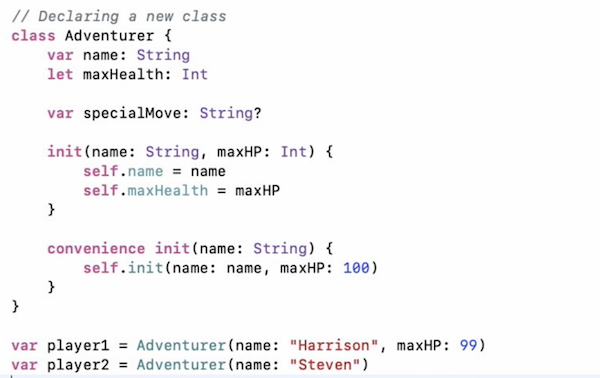 // Declaring a new class
class Adventurer {
    var name: String
    let maxHealth: Int

    var specialMove: String?

    init(name: String, maxHP: Int) {
        self.name = name
        self.maxHealth = maxHP
    }

    convenience init(name: String) {
        self.init(name: name, maxHP: 100)
    }
}

var player1 = Adventurer(name: "Harrison", maxHP: 99)
var player2 = Adventurer(name: "Steven")